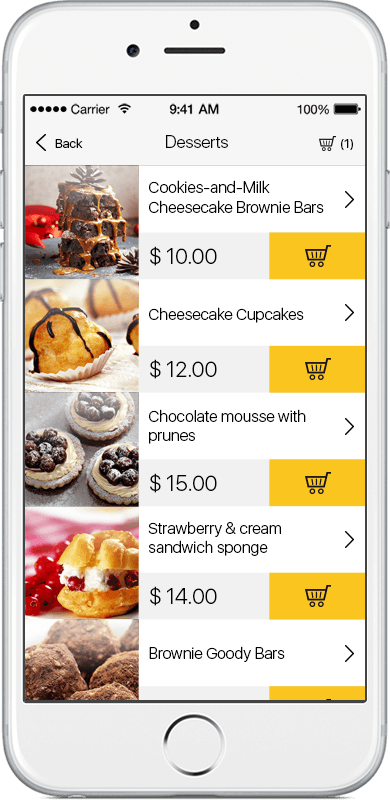 Carrier 9:41 AM 100%
Back Desserts (1)
Cookies-and-Milk
Cheesecake Brownie Bars
$ 10.00
Cheesecake Cupcakes
$ 12.00
Chocolate mousse with
prunes
$ 15.00
Strawberry & cream
sandwich sponge
$ 14.00
Brownie Goody Bars